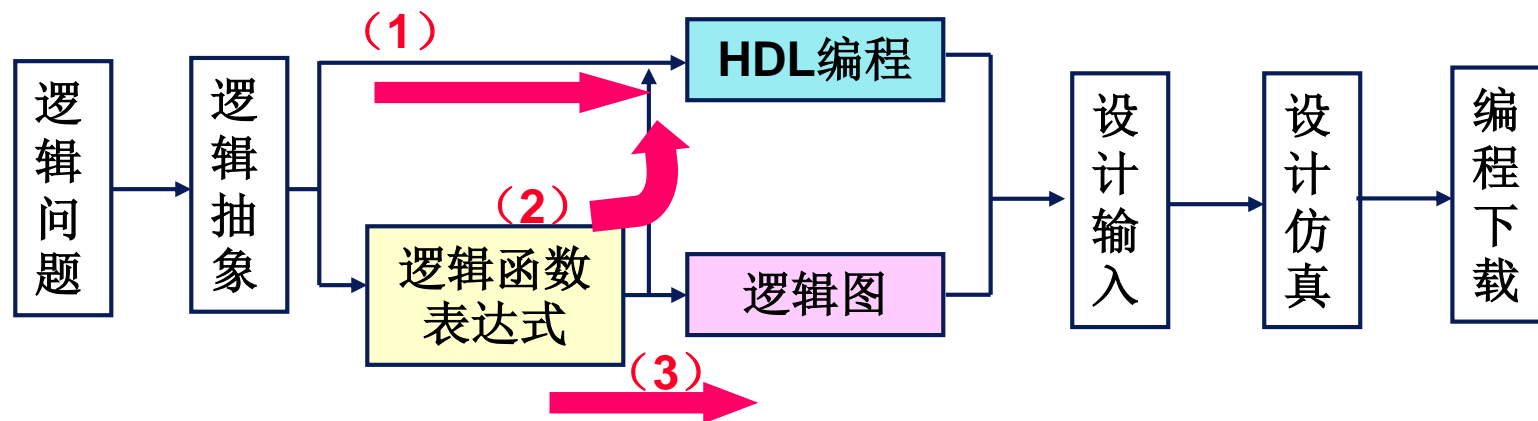 逻辑问题
逻辑抽象
（1）
HDL编程
（2）
逻辑函数
表达式
逻辑图
（3）
设计输入
设计仿真
编程下载